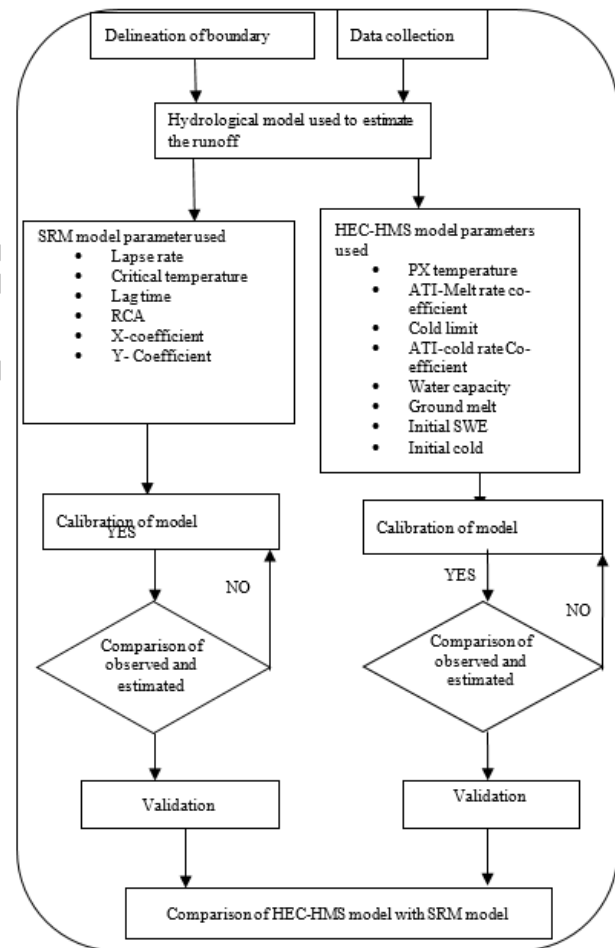 Delineation of boundary
Data collection
Hydrological model used to estimate
the runoff
SRM model parameter used
• Lapse rate
• Critical temperature
• Lag time
• RCA
• X-coefficient
• Y- Coefficient
HEC-HMS model parameters
used
• PX temperature
• ATI-Melt rate co-
efficient
• Cold limit
• ATI-cold rate Co-
efficient
• Water capacity
• Ground melt
• Initial SWE
• Initial cold
Calibration of model
YES
NO
Comparison of
observed and
estimated
Validation
Calibration of model
YES
NO
Comparison of
observed and
estimated
Validation
Comparison of HEC-HMS model with SRM model